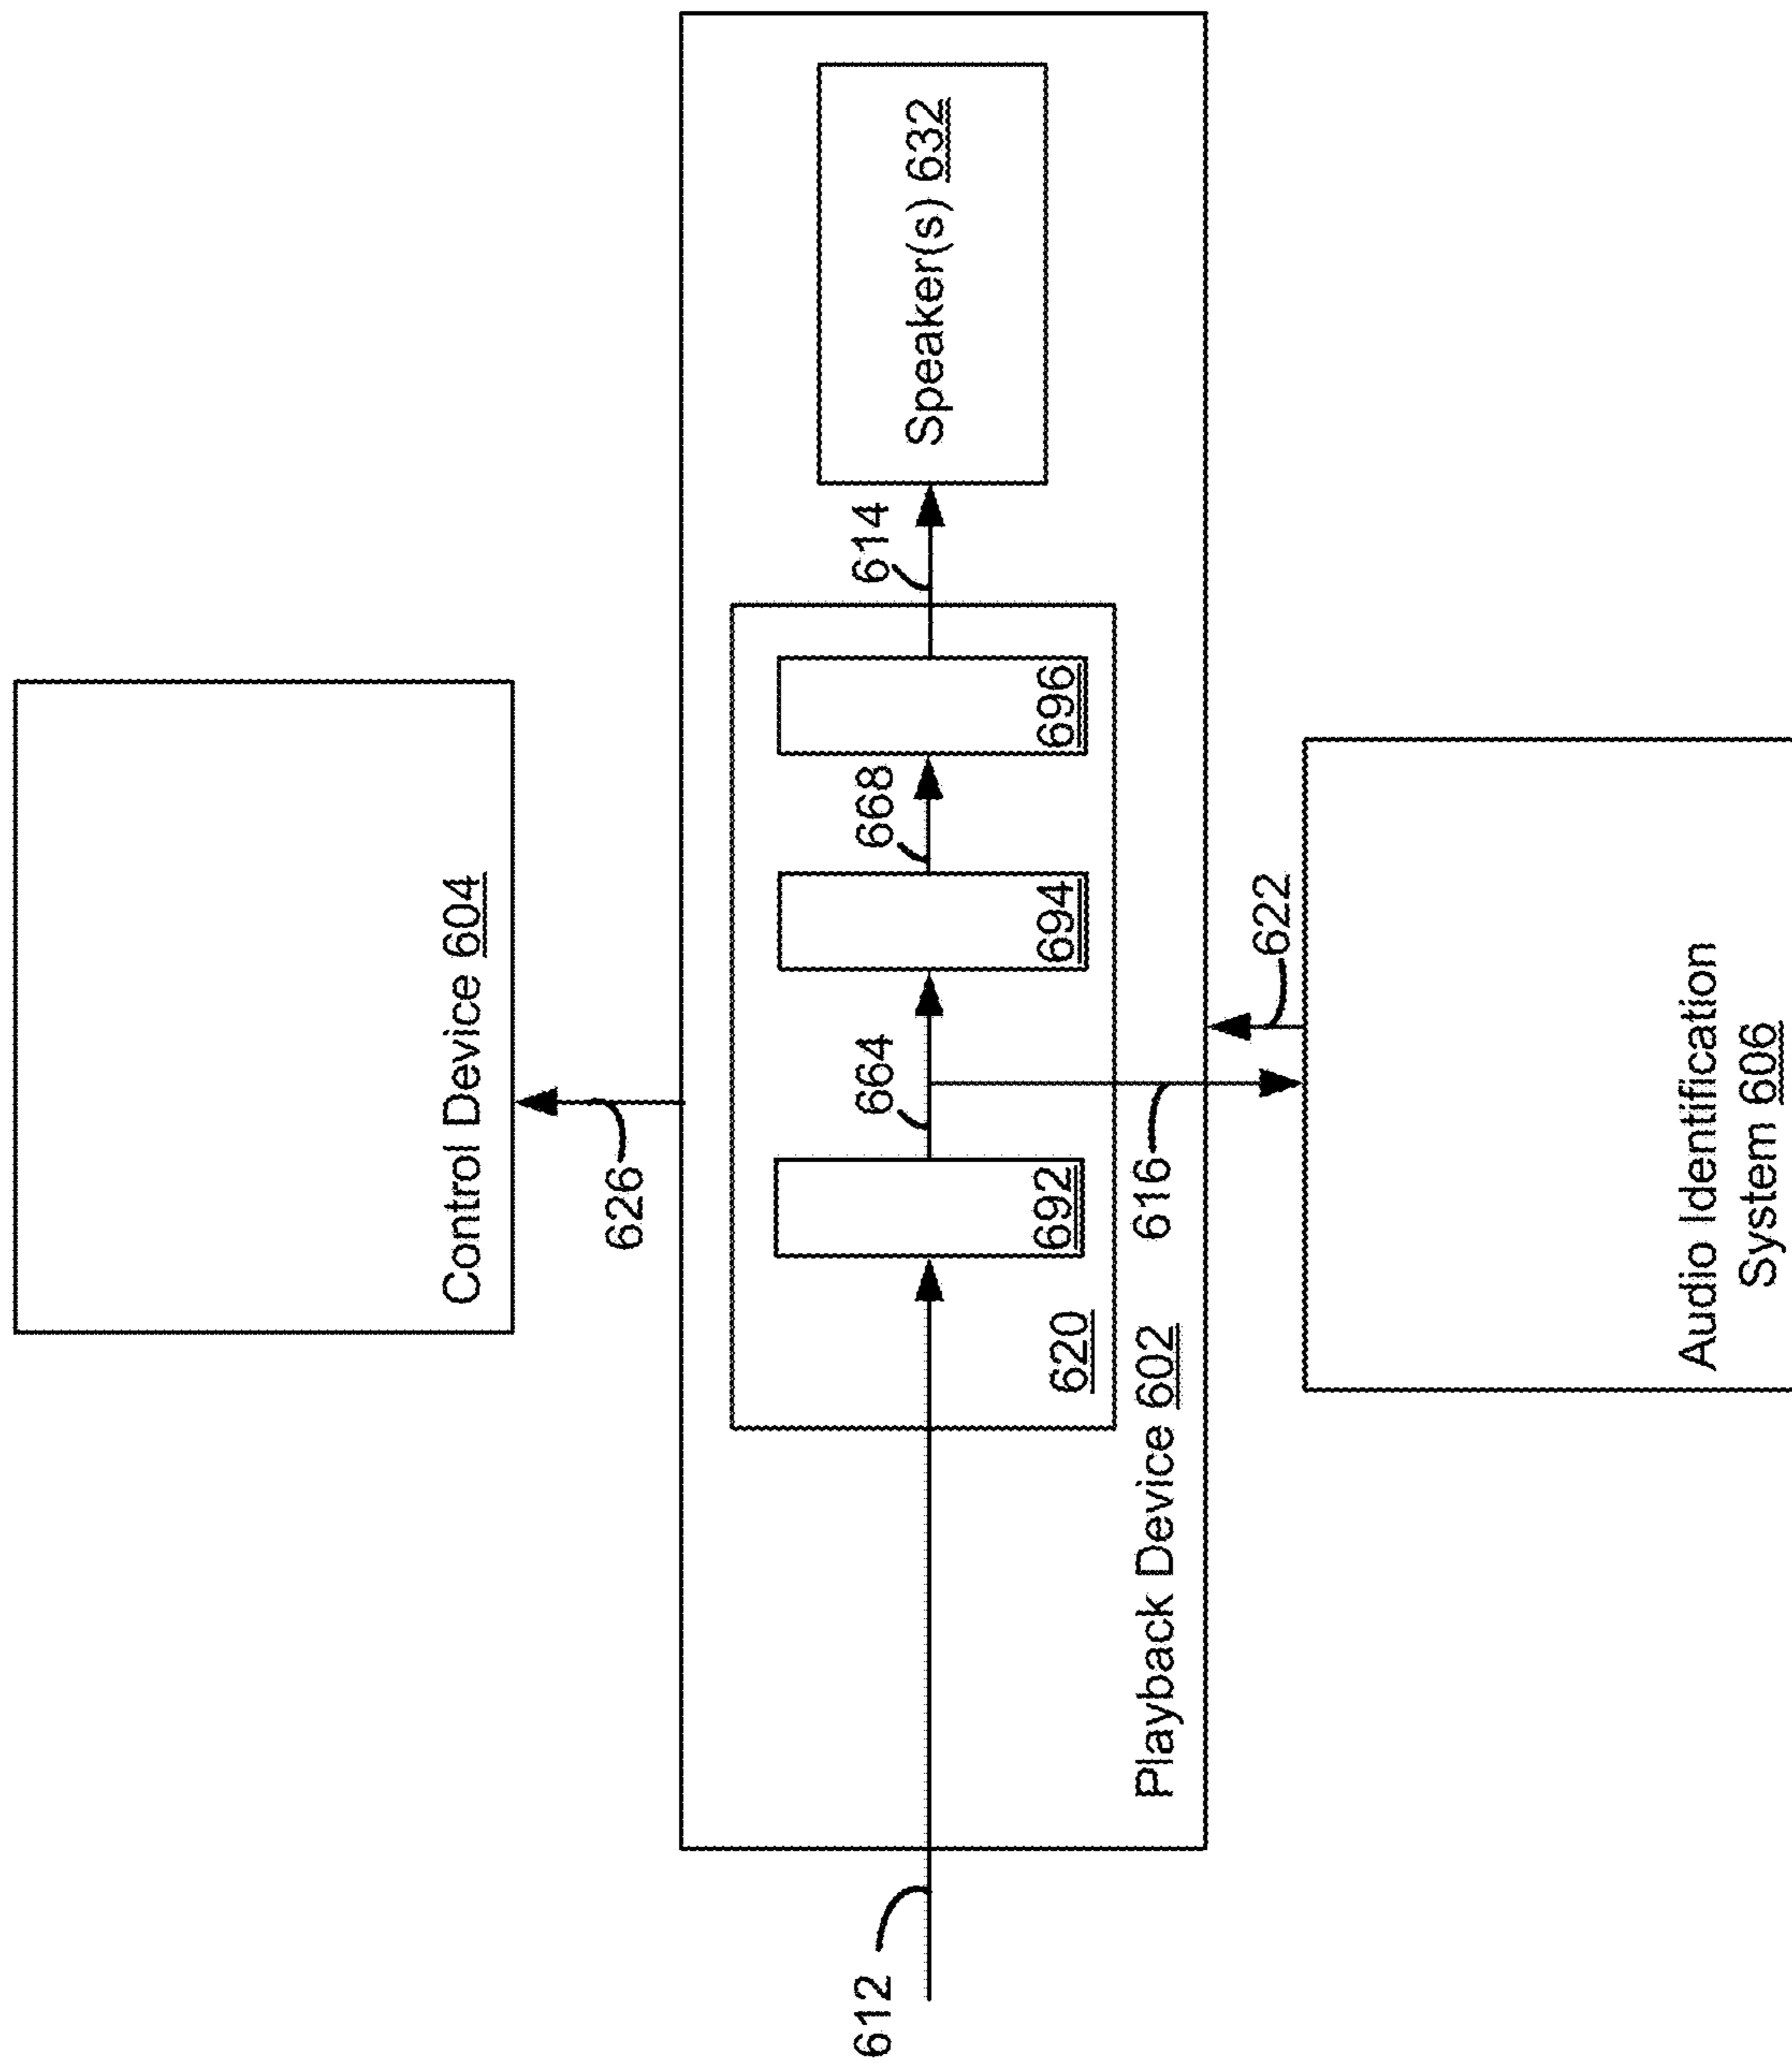 Control Device 604
626
612
664
668
614
Speaker(s) 632
692
694
696
620
Playback Device 602
616
622
Audio Identification
System 606